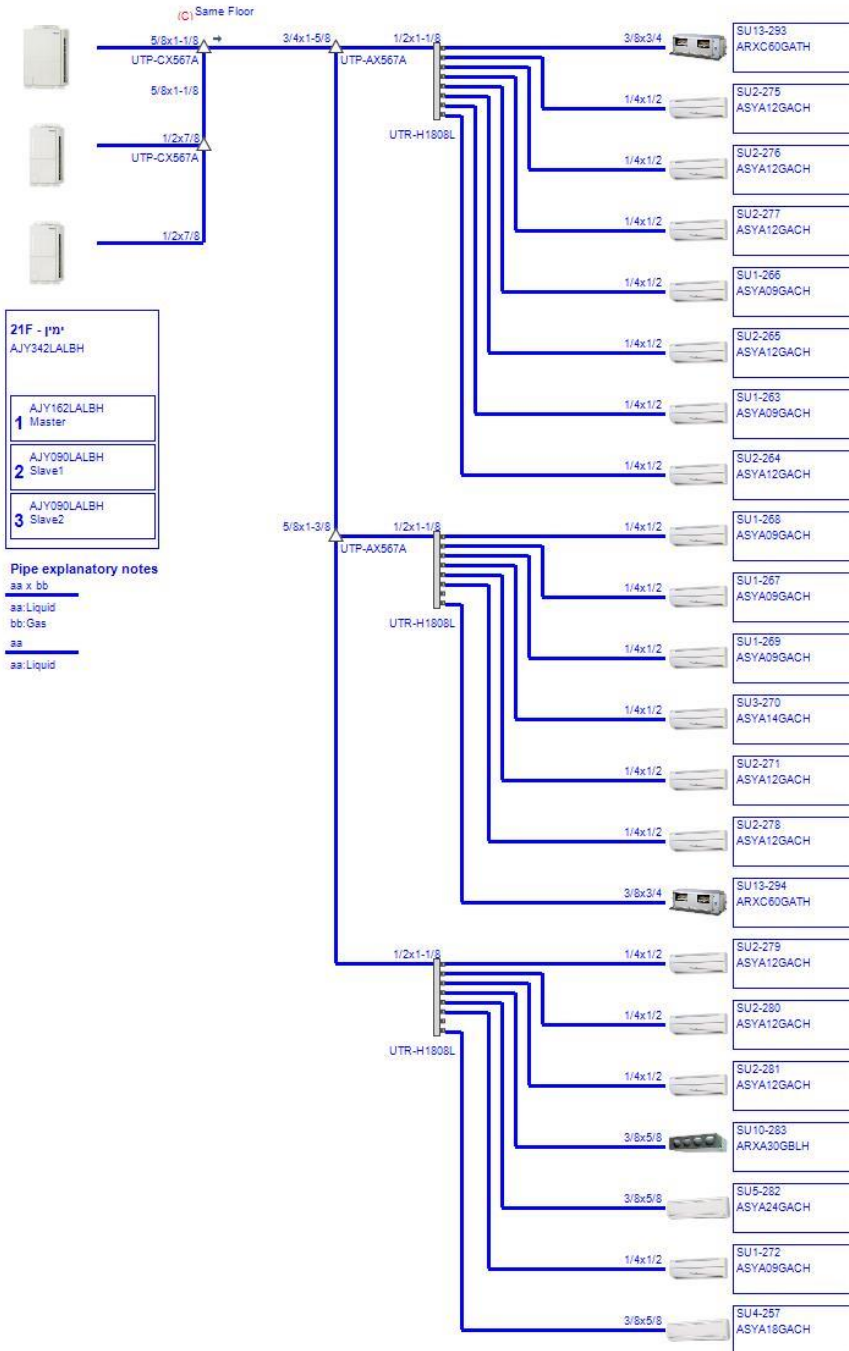 (C) Same Floor
5/8x1-1/8
3/4x1-5/8
1/2x1-1/8
3/8x3/4
SU13-293
ARXC60GATH
UTP-CX567A
UTP-AX567A
5/8x1-1/8
1/4x1/2
SU2-275
ASYA12GACH
1/2x7/8
UTR-H1808L
UTP-CX567A
1/4x1/2
SU2-276
ASYA12GACH
1/2x7/8
1/4x1/2
SU2-277
ASYA12GACH
1/4x1/2
SU1-266
ASYA09GACH
21F - ימין
AJY342LALBH
1/4x1/2
SU2-265
ASYA12GACH
1 AJY162LALBH
Master
1/4x1/2
SU1-263
ASYA09GACH
2 AJY090LALBH
Slave1
1/4x1/2
SU2-264
ASYA12GACH
3 AJY090LALBH
Slave2
5/8x1-3/8
1/2x1-1/8
1/4x1/2
SU1-268
ASYA09GACH
UTP-AX567A
Pipe explanatory notes
aa x bb
aa:Liquid
bb:Gas
aa
aa:Liquid
1/4x1/2
SU1-267
ASYA09GACH
UTR-H1808L
1/4x1/2
SU1-269
ASYA09GACH
1/4x1/2
SU3-270
ASYA14GACH
1/4x1/2
SU2-271
ASYA12GACH
1/4x1/2
SU2-278
ASYA12GACH
3/8x3/4
SU13-294
ARXC60GATH
1/2x1-1/8
1/4x1/2
SU2-279
ASYA12GACH
1/4x1/2
SU2-280
ASYA12GACH
UTR-H1808L
1/4x1/2
SU2-281
ASYA12GACH
3/8x5/8
SU10-283
ARXA30GBLH
3/8x5/8
SU5-282
ASYA24GACH
1/4x1/2
SU1-272
ASYA09GACH
3/8x5/8
SU4-257
ASYA18GACH